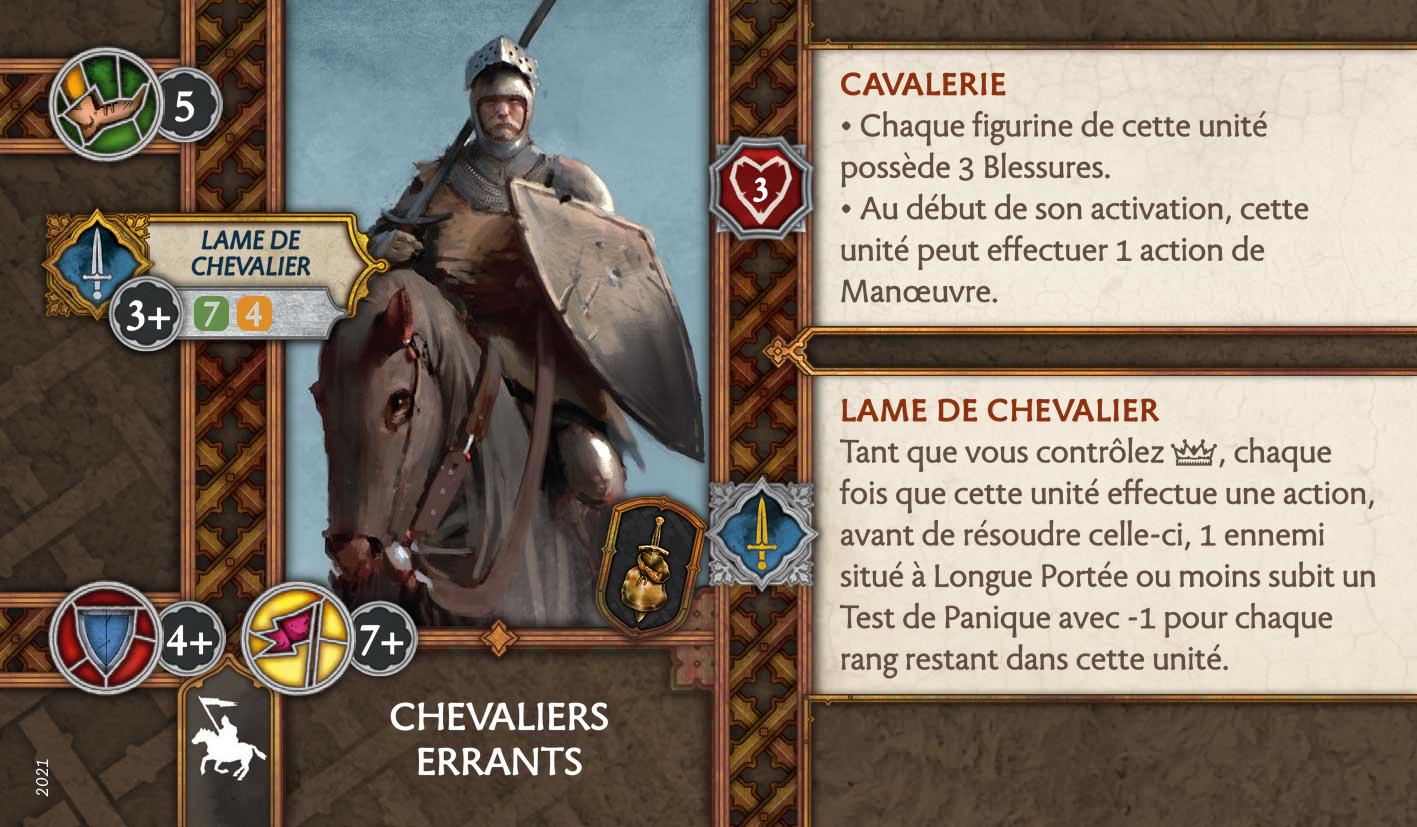 5
LAME DE
CHEVALIER
3+ 7 4
4+ 7+
CHEVALIERS
ERRANTS
2021
3
CAVALERIE
• Chaque figurine de cette unité
possède 3 Blessures.
• Au début de son activation, cette
unité peut effectuer 1 action de
Manœuvre.
LAME DE CHEVALIER
Tant que vous contrôlez , chaque
fois que cette unité effectue une action,
avant de résoudre celle-ci, 1 ennemi
situé à Longue Portée ou moins subit un
Test de Panique avec -1 pour chaque
rang restant dans cette unité.